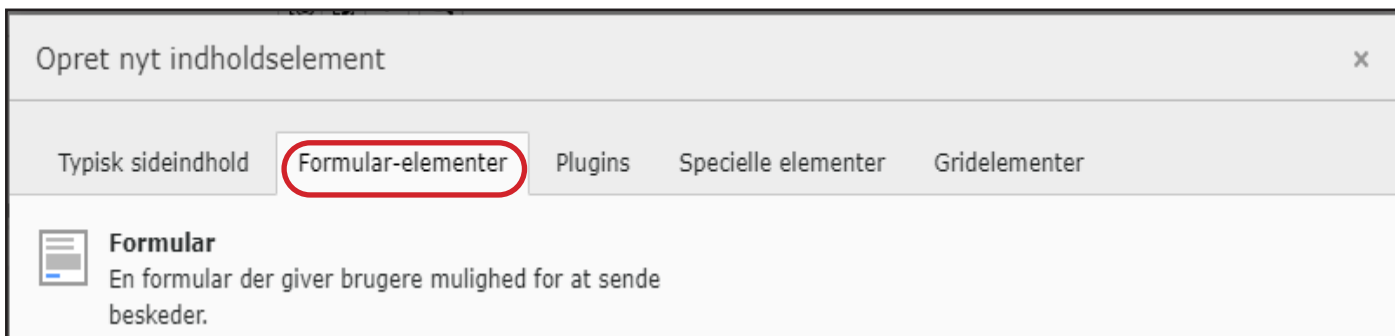 Opret nyt indholdselement
×
Typisk sideindhold Formular-elementer Plugins Specielle elementer Gridelementer
Formular
En formular der giver brugere mulighed for at sende
beskeder.